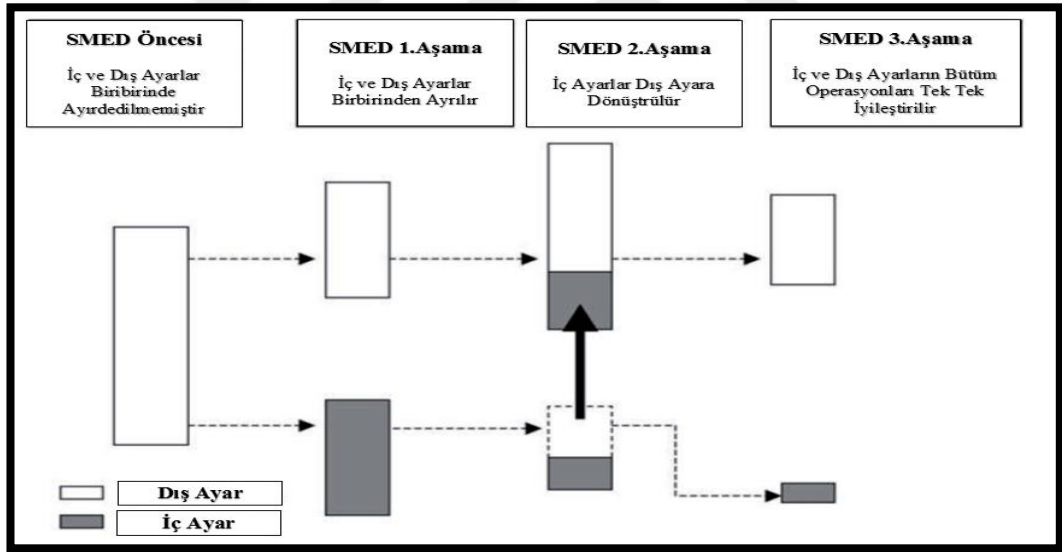 SMED Öncesi
İç ve Dış Ayarlar
Biribirinde
Ayırdedilmemiştir
SMED 1.Aşama
İç ve Dış Ayarlar
Birbirinden Ayrılır
SMED 2.Aşama
İç Ayarlar Dış Ayara
Dönüştrülür
SMED 3.Aşama
İç ve Dış Ayarların Bütüm
Operasyonları Tek Tek
İyileştirilir
Dış Ayar
İç Ayar